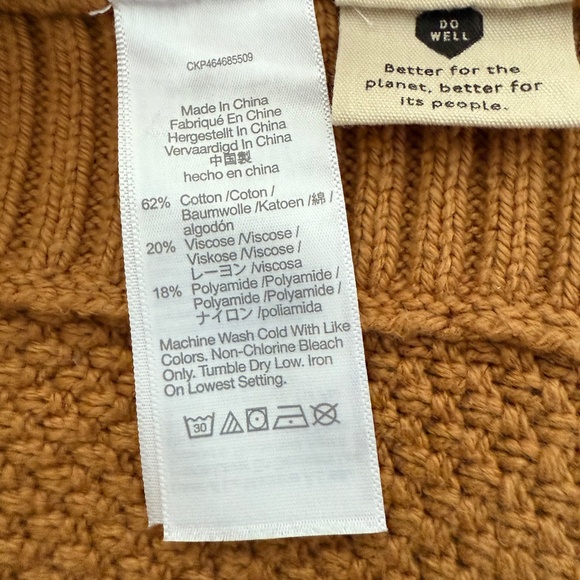 CKP464685509
Made In China
Fabriqué En Chine
Hergestellt In China
Vervaardigd In China
中国製
hecho en china
62% Cotton /Coton /
Baumwolle /Katoen /綿 /
algodón
20% Viscose /Viscose /
Viskose /Viscose /
レーヨン /viscosa
18% Polyamide /Polyamide /
Polyamide /Polyamide /
ナイロン /poliamida
Machine Wash Cold With Like
Colors. Non-Chlorine Bleach
Only. Tumble Dry Low. Iron
On Lowest Setting.
30
DO
WELL
Better for the
planet, better for
its people.